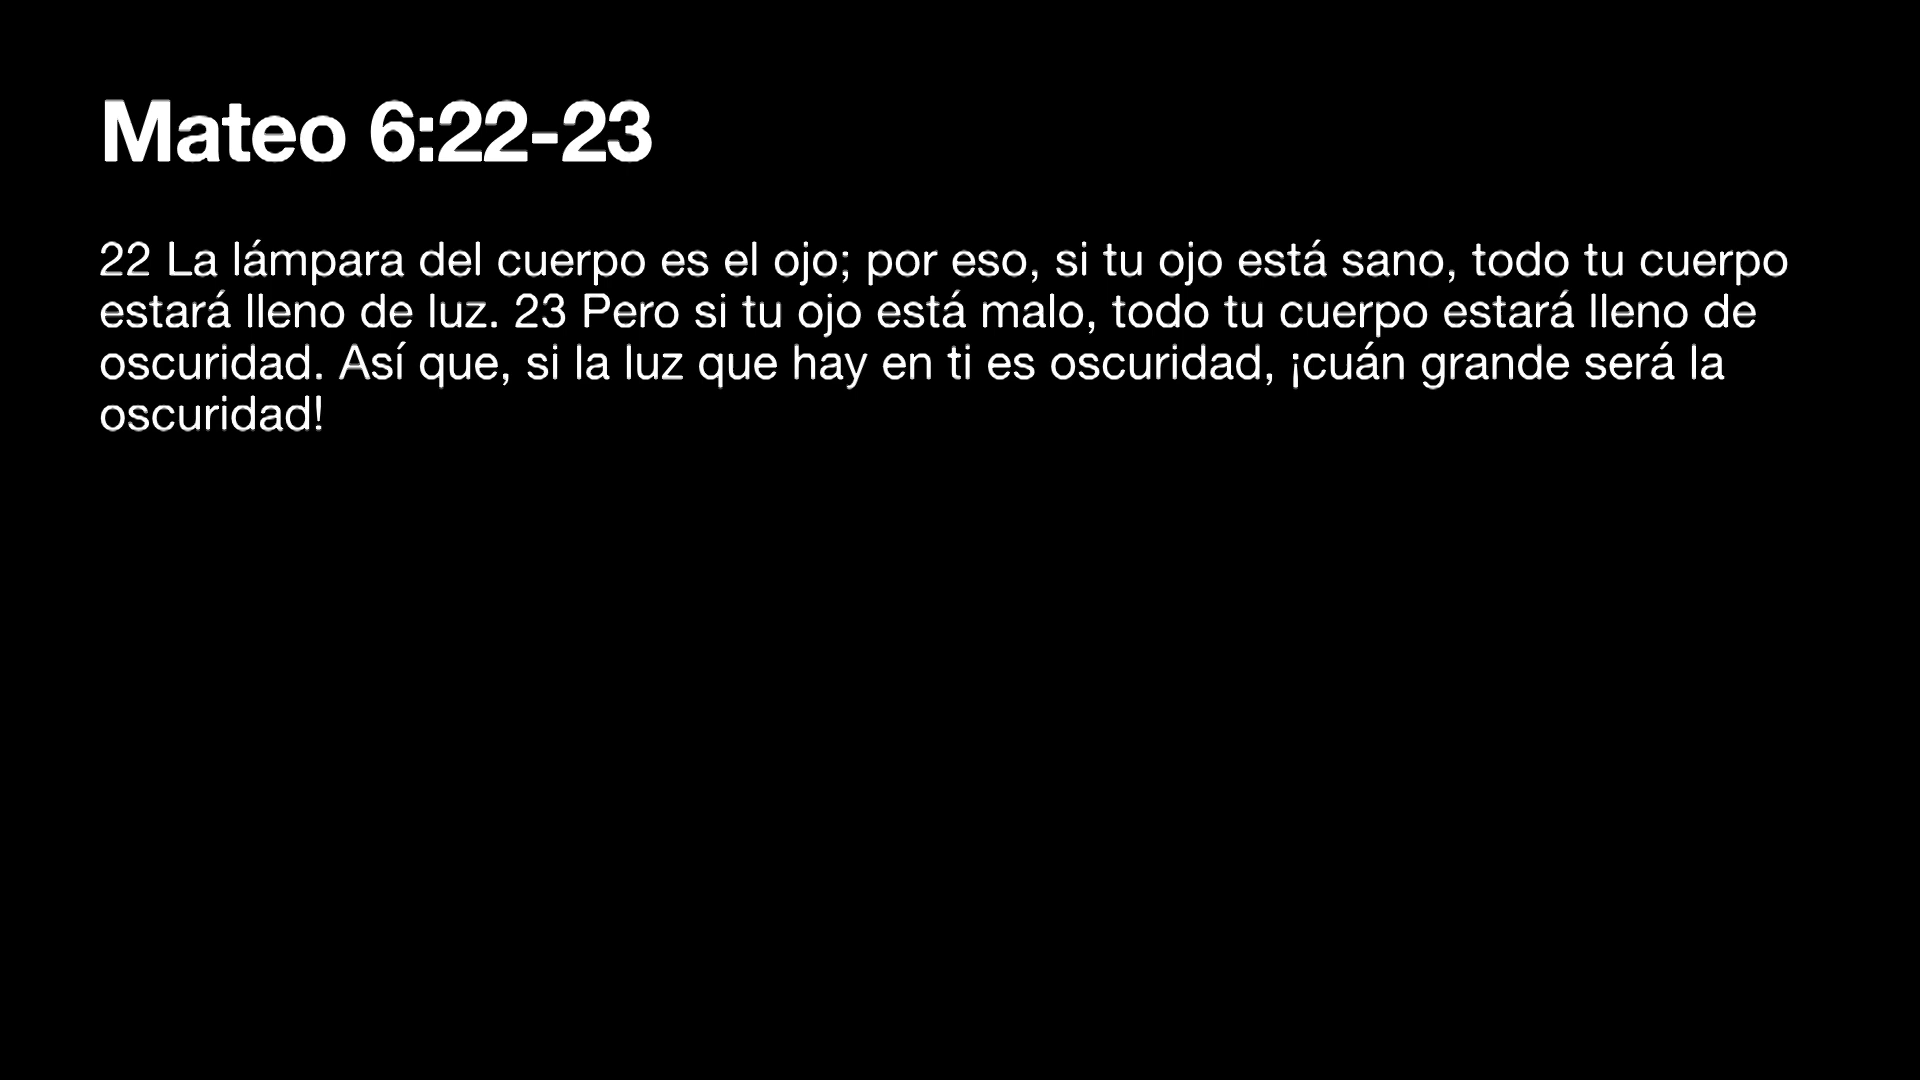 Mateo 6:22-23
22 La lámpara del cuerpo es el ojo; por eso, si tu ojo está sano, todo tu cuerpo
estará lleno de luz. 23 Pero si tu ojo está malo, todo tu cuerpo estará lleno de
oscuridad. Así que, si la luz que hay en ti es oscuridad, ¡cuán grande será la
oscuridad!